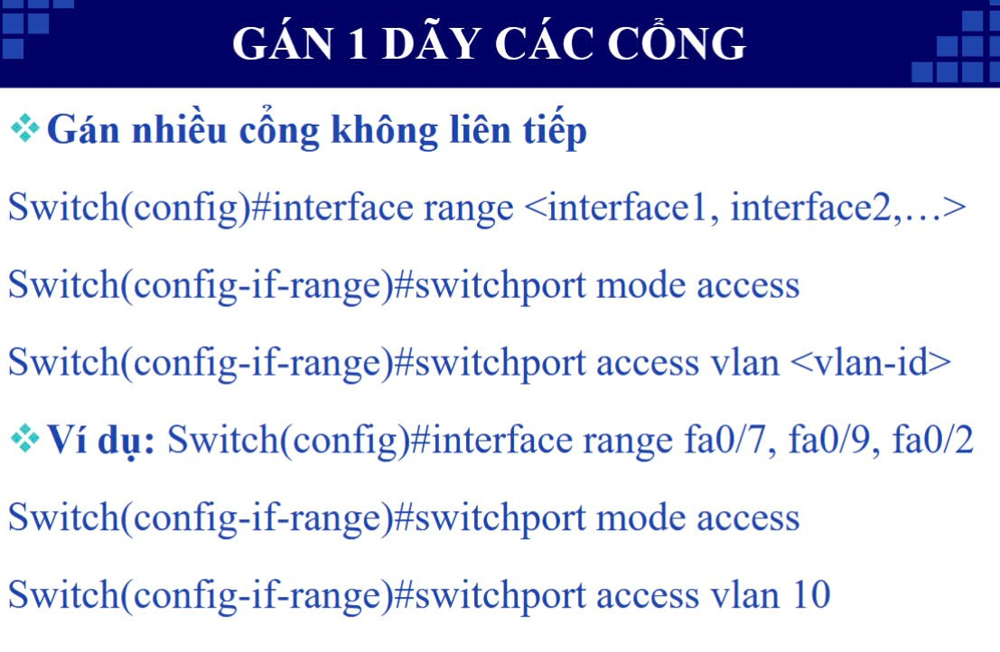 GÁN 1 DÃY CÁC CỔNG
Gán nhiều cổng không liên tiếp
Switch(config)#interface range <interface1, interface2,…>
Switch(config-if-range)#switchport mode access
Switch(config-if-range)#switchport access vlan <vlan-id>
Ví dụ: Switch(config)#interface range fa0/7, fa0/9, fa0/2
Switch(config-if-range)#switchport mode access
Switch(config-if-range)#switchport access vlan 10